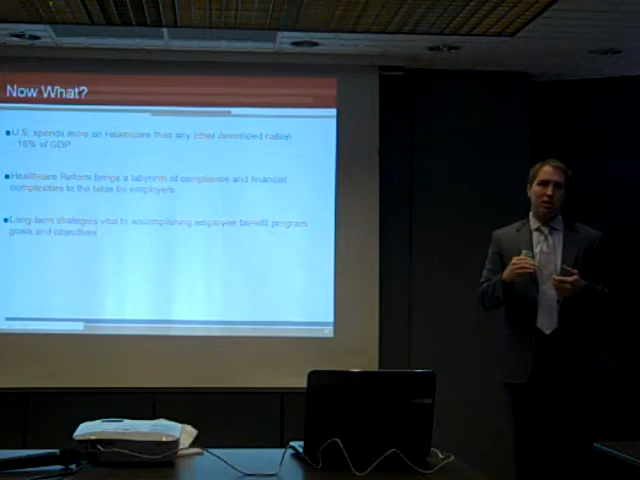 Now What?
U.S. spends more on Healthcare than any other developed nation
16% of GDP
Healthcare Reform brings a labyrinth of compliance and financial
complexities to the table for employers
Long-term strategies vital to accomplishing employee benefit program
goals and objectives